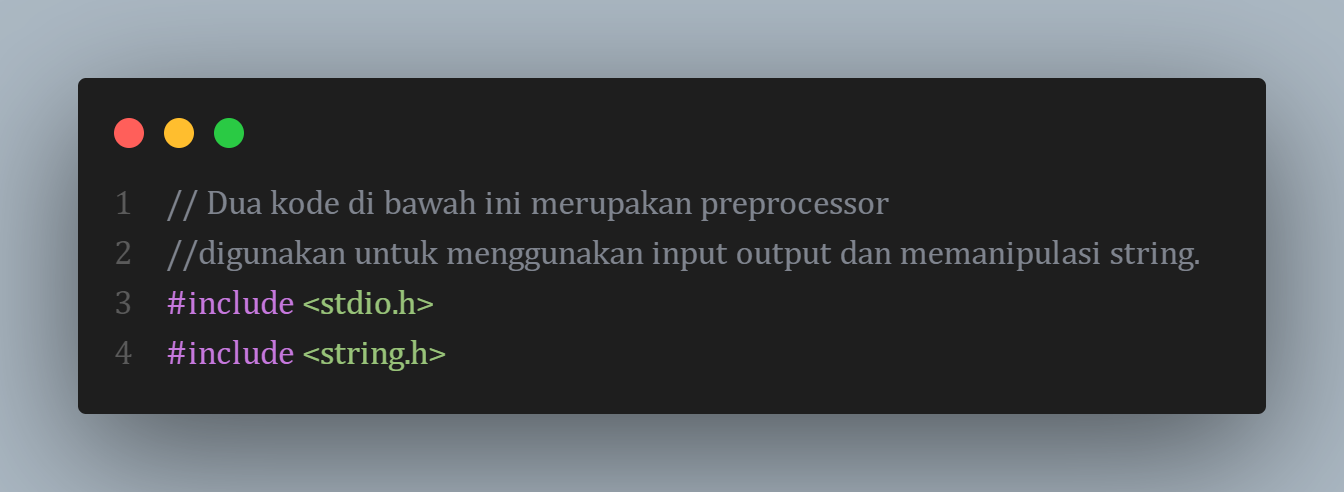 1 // Dua kode di bawah ini merupakan preprocessor
2 //digunakan untuk menggunakan input output dan memanipulasi string.
3 #include <stdio.h>
4 #include <string.h>